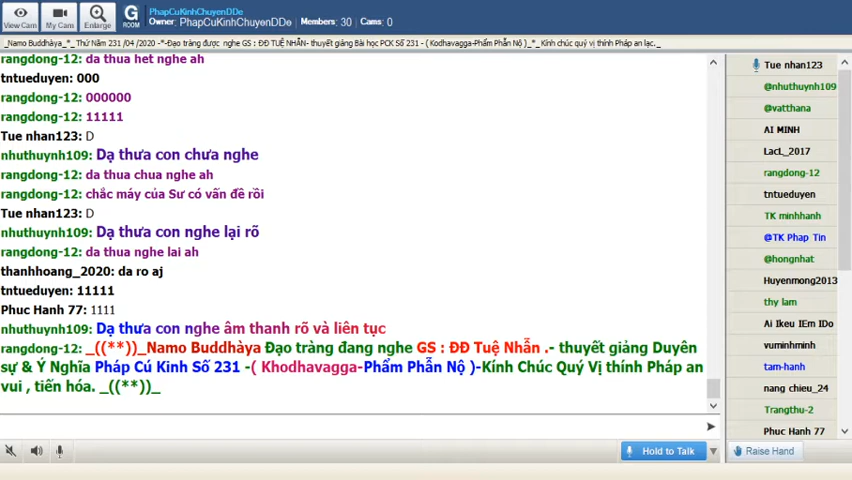 View Cam
My Cam
Enlarge
G
ROOM
PhapCuKinhChuyenDDe
Owner: PhapCuKinhChuyenDDe Members: 30 Cams: 0
_Namo Buddhàya_*_ Thứ Năm 231 /04 /2020 -*-Đạo tràng được nghe GS : ĐĐ TUỆ NHẪN- thuyết giảng Bài học PCK Số 231 - ( Kodhavagga-Phẩm Phẫn Nộ )_*_ Kính chúc quý vị thính Pháp an lạc._
rangdong-12: da thua het nghe ah
tntueduyen: 000
rangdong-12: 000000
rangdong-12: 11111
Tue nhan123: D
nhuthuynh109: Dạ thưa con chưa nghe
rangdong-12: da thua chua nghe ah
rangdong-12: chắc máy của Sư có vấn đề rồi
Tue nhan123: D
nhuthuynh109: Dạ thưa con nghe lại rõ
rangdong-12: da thua nghe lai ah
thanhhoang_2020: da ro aj
tntueduyen: 11111
Phuc Hanh 77: 1111
nhuthuynh109: Dạ thưa con nghe âm thanh rõ và liên tục
rangdong-12: _((**))_Namo Buddhàya Đạo tràng đang nghe GS : ĐĐ Tuệ Nhẫn .- thuyết giảng Duyên
sự & Ý Nghĩa Pháp Cú Kinh Số 231 -( Khodhavagga-Phẩm Phẫn Nộ )-Kính Chúc Quý Vị thính Pháp an
vui , tiến hóa. _((**))_
Tue nhan123
@nhuthuynh109
@vatthana
AI MINH
LacL_2017
rangdong-12
tntueduyen
TK minhhanh
@TK Phap Tin
@hongnhat
Huyenmong2013
thy lam
Ai Ikeu IEm IDo
vuminhminh
tam-hanh
nang chieu_24
Trangthu-2
Phuc Hanh 77
Hold to Talk
Raise Hand